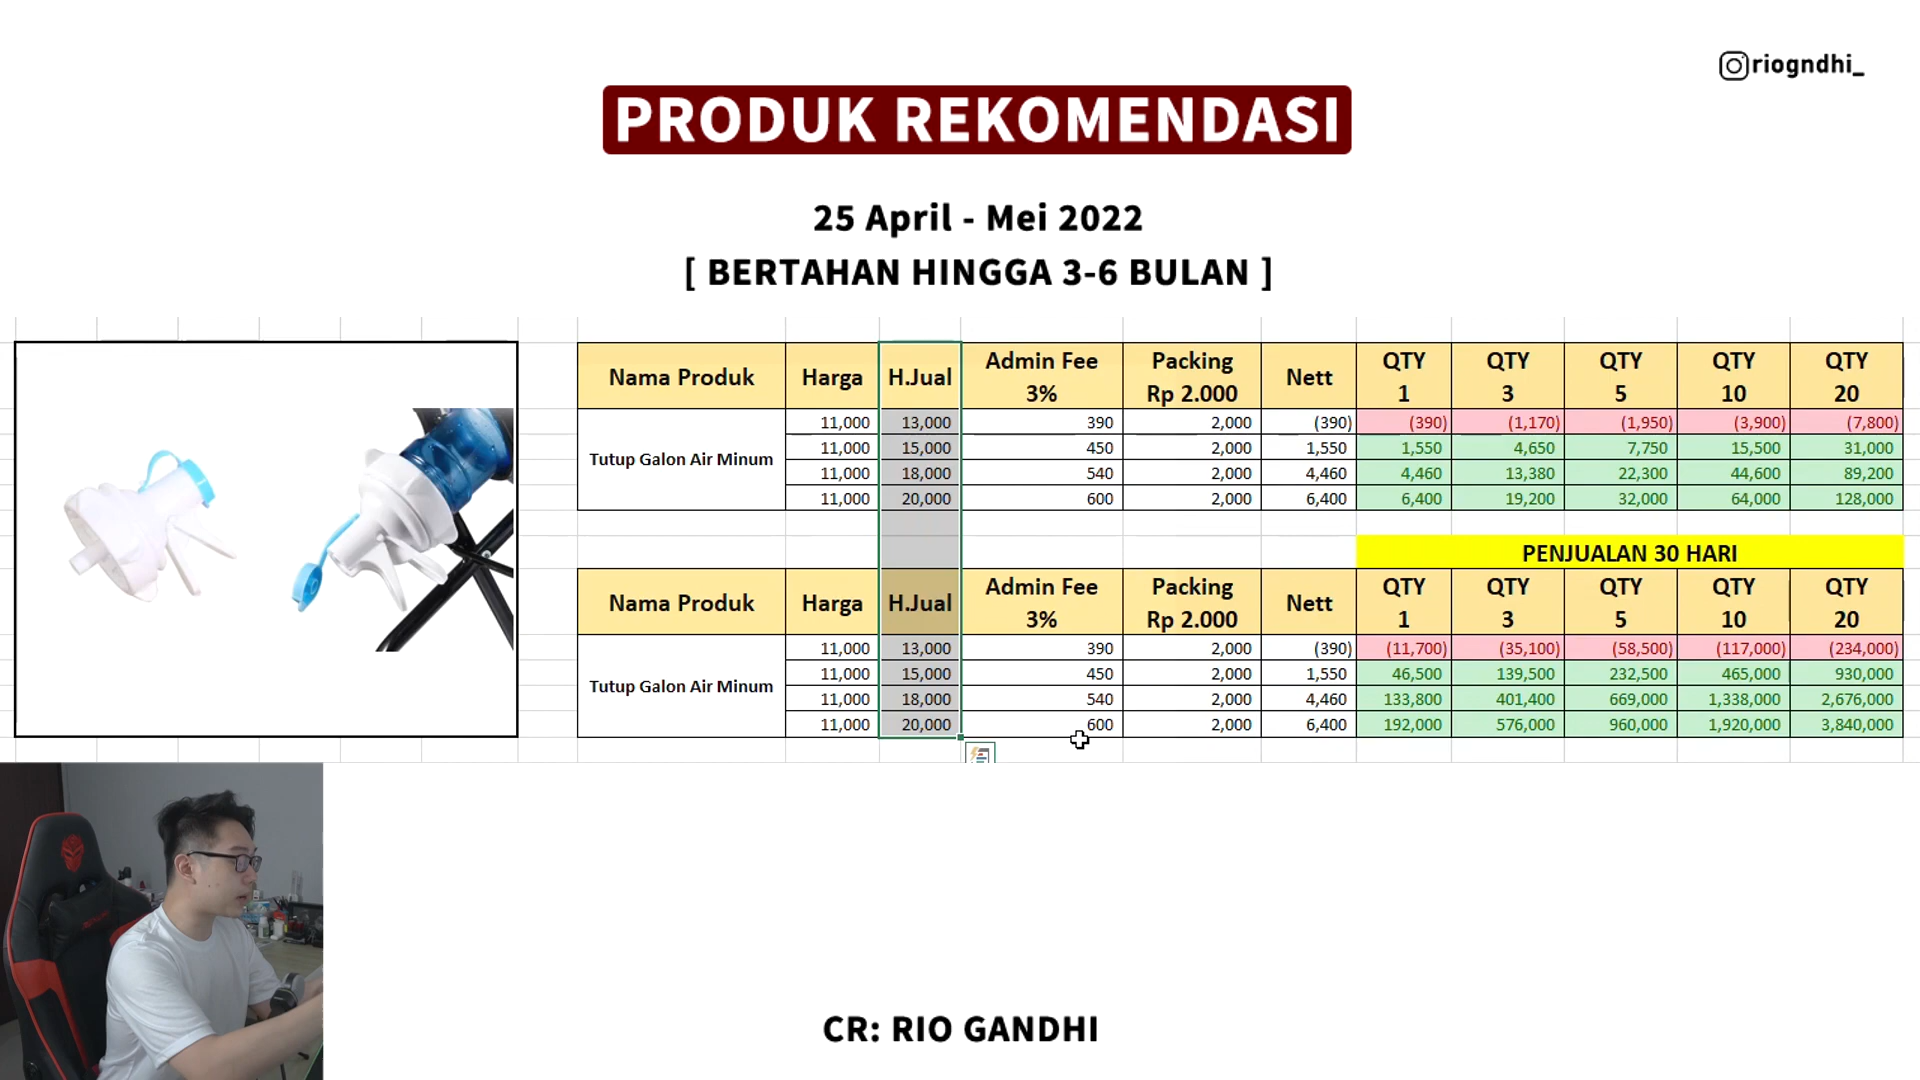 riogndhi_
PRODUK REKOMENDASI
25 April - Mei 2022
[ BERTAHAN HINGGA 3-6 BULAN ]
Nama Produk Harga H.Jual Admin Fee 3% Packing Rp 2.000 Nett QTY 1 QTY 3 QTY 5 QTY 10 QTY 20
Tutup Galon Air Minum
11,000 13,000 390 2,000 (390) (390) (1,170) (1,950) (3,900) (7,800)
11,000 15,000 450 2,000 1,550 1,550 4,650 7,750 15,500 31,000
11,000 18,000 540 2,000 4,460 4,460 13,380 22,300 44,600 89,200
11,000 20,000 600 2,000 6,400 6,400 19,200 32,000 64,000 128,000
PENJUALAN 30 HARI
Nama Produk Harga H.Jual Admin Fee 3% Packing Rp 2.000 Nett QTY 1 QTY 3 QTY 5 QTY 10 QTY 20
Tutup Galon Air Minum
11,000 13,000 390 2,000 (390) (11,700) (35,100) (58,500) (117,000) (234,000)
11,000 15,000 450 2,000 1,550 46,500 139,500 232,500 465,000 930,000
11,000 18,000 540 2,000 4,460 133,800 401,400 669,000 1,338,000 2,676,000
11,000 20,000 600 2,000 6,400 192,000 576,000 960,000 1,920,000 3,840,000
CR: RIO GANDHI